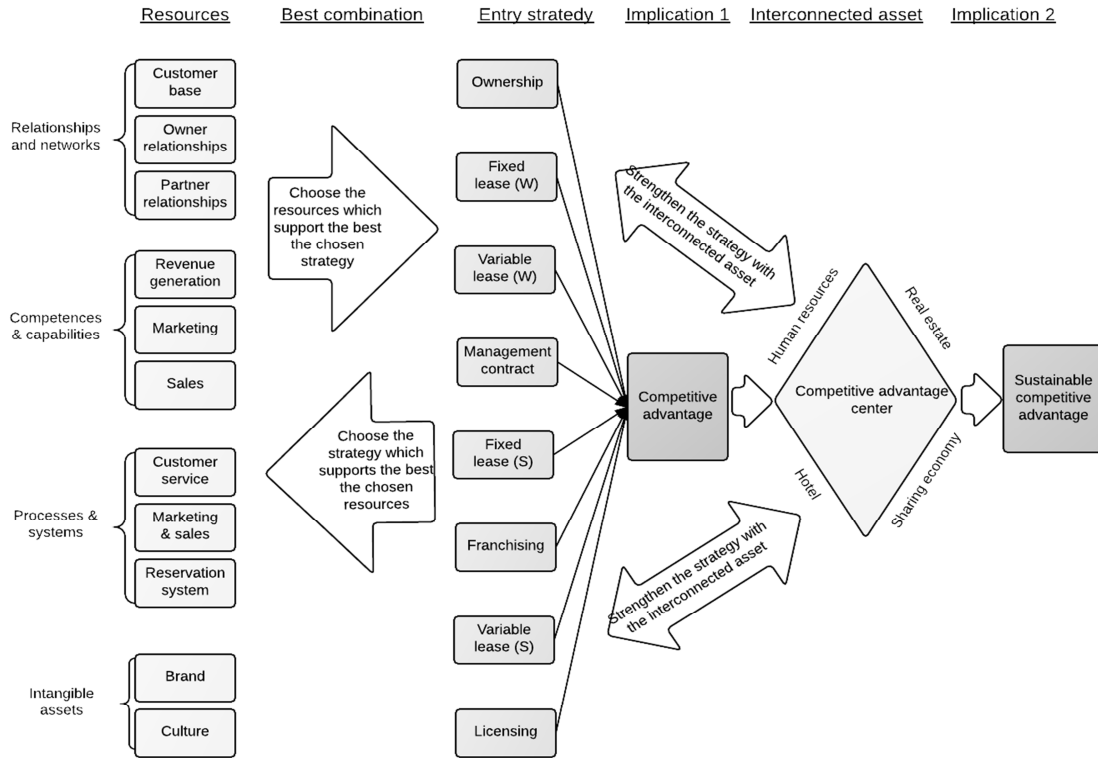 Resources
Best combination
Entry strategy
Implication 1
Interconnected asset
Implication 2
Relationships
and networks
Customer
base
Owner
relationships
Partner
relationships
Competences
& capabilities
Revenue
generation
Marketing
Sales
Processes &
systems
Customer
service
Marketing
& sales
Reservation
system
Intangible
assets
Brand
Culture
Choose the
resources which
support the best
the chosen
strategy
Choose the
strategy which
supports the best
the chosen
resources
Ownership
Fixed
lease (W)
Variable
lease (W)
Management
contract
Fixed
lease (S)
Franchising
Variable
lease (S)
Licensing
Competitive
advantage
Strengthen the strategy with
the interconnected asset
Strengthen the strategy with
the interconnected asset
Human resources
Real estate
Competitive advantage
center
Hotel
Sharing economy
Sustainable
competitive
advantage